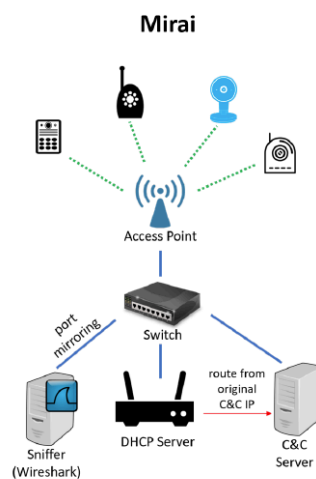 Mirai
Access Point
Switch
port
mirroring
route from
original
C&C IP
Sniffer
(Wireshark)
DHCP Server
C&C
Server